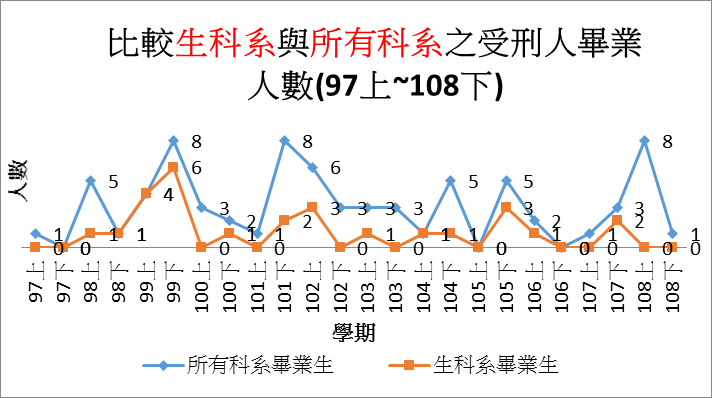 比較生科系與所有科系之受刑人畢業
人數(97上~108下)
人數
1 0 5 1 4 8 3 2 1 8 6 3 3 3 1 5 0 5 2 0 1 3 8 1
0 0 1 1 4 6 0 1 0 2 3 0 1 0 1 1 0 3 1 0 0 2 0 0
97上 97下 98上 98下 99上 99下 100上 100下 101上 101下 102上 102下 103上 103下 104上 104下 105上 105下 106上 106下 107上 107下 108上 108下
學期
所有科系畢業生 生科系畢業生